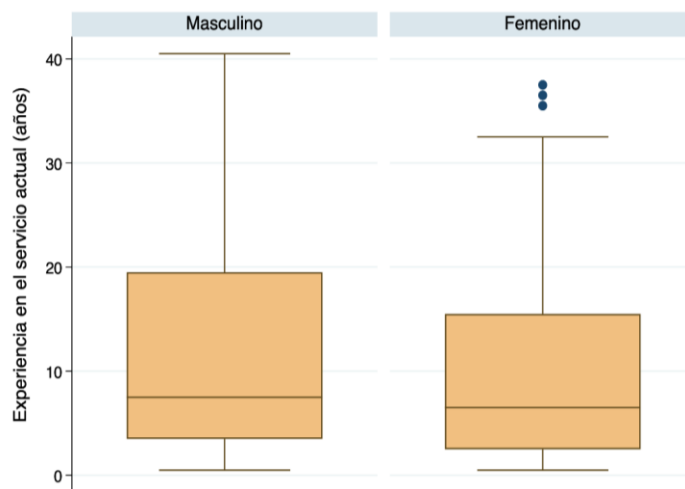 Masculino
Femenino
Experiencia en el servicio actual (años)
40
30
20
10
0